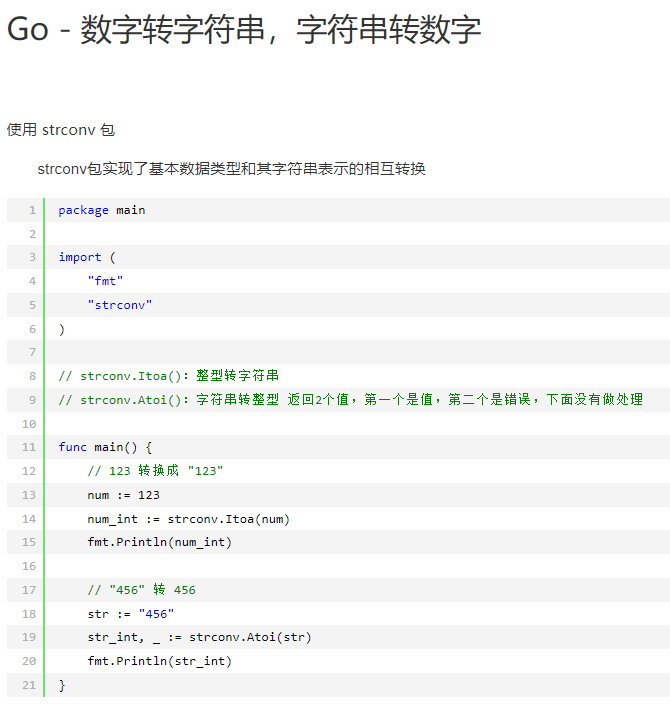 Go - 数字转字符串，字符串转数字
使用 strconv 包
strconv包实现了基本数据类型和其字符串表示的相互转换
1 package main
2
3 import (
4     "fmt"
5     "strconv"
6 )
7
8 // strconv.Itoa()：整型转字符串
9 // strconv.Atoi()：字符串转整型 返回2个值，第一个是值，第二个是错误，下面没有做处理
10
11 func main() {
12     // 123 转换成 "123"
13     num := 123
14     num_int := strconv.Itoa(num)
15     fmt.Println(num_int)
16
17     // "456" 转 456
18     str := "456"
19     str_int, _ := strconv.Atoi(str)
20     fmt.Println(str_int)
21 }